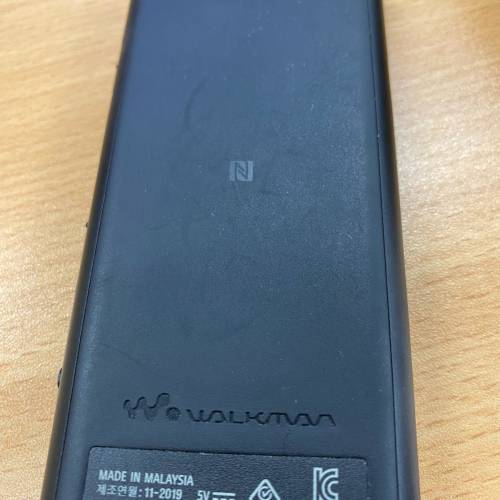 WALKMAN
MADE IN MALAYSIA
제조연월: 11-2019 5V